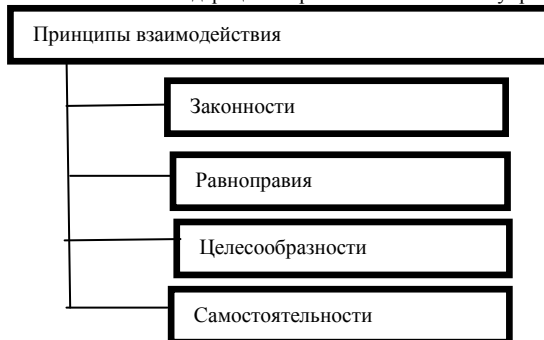 Принципы взаимодействия
Законности
Равноправия
Целесообразности
Самостоятельности